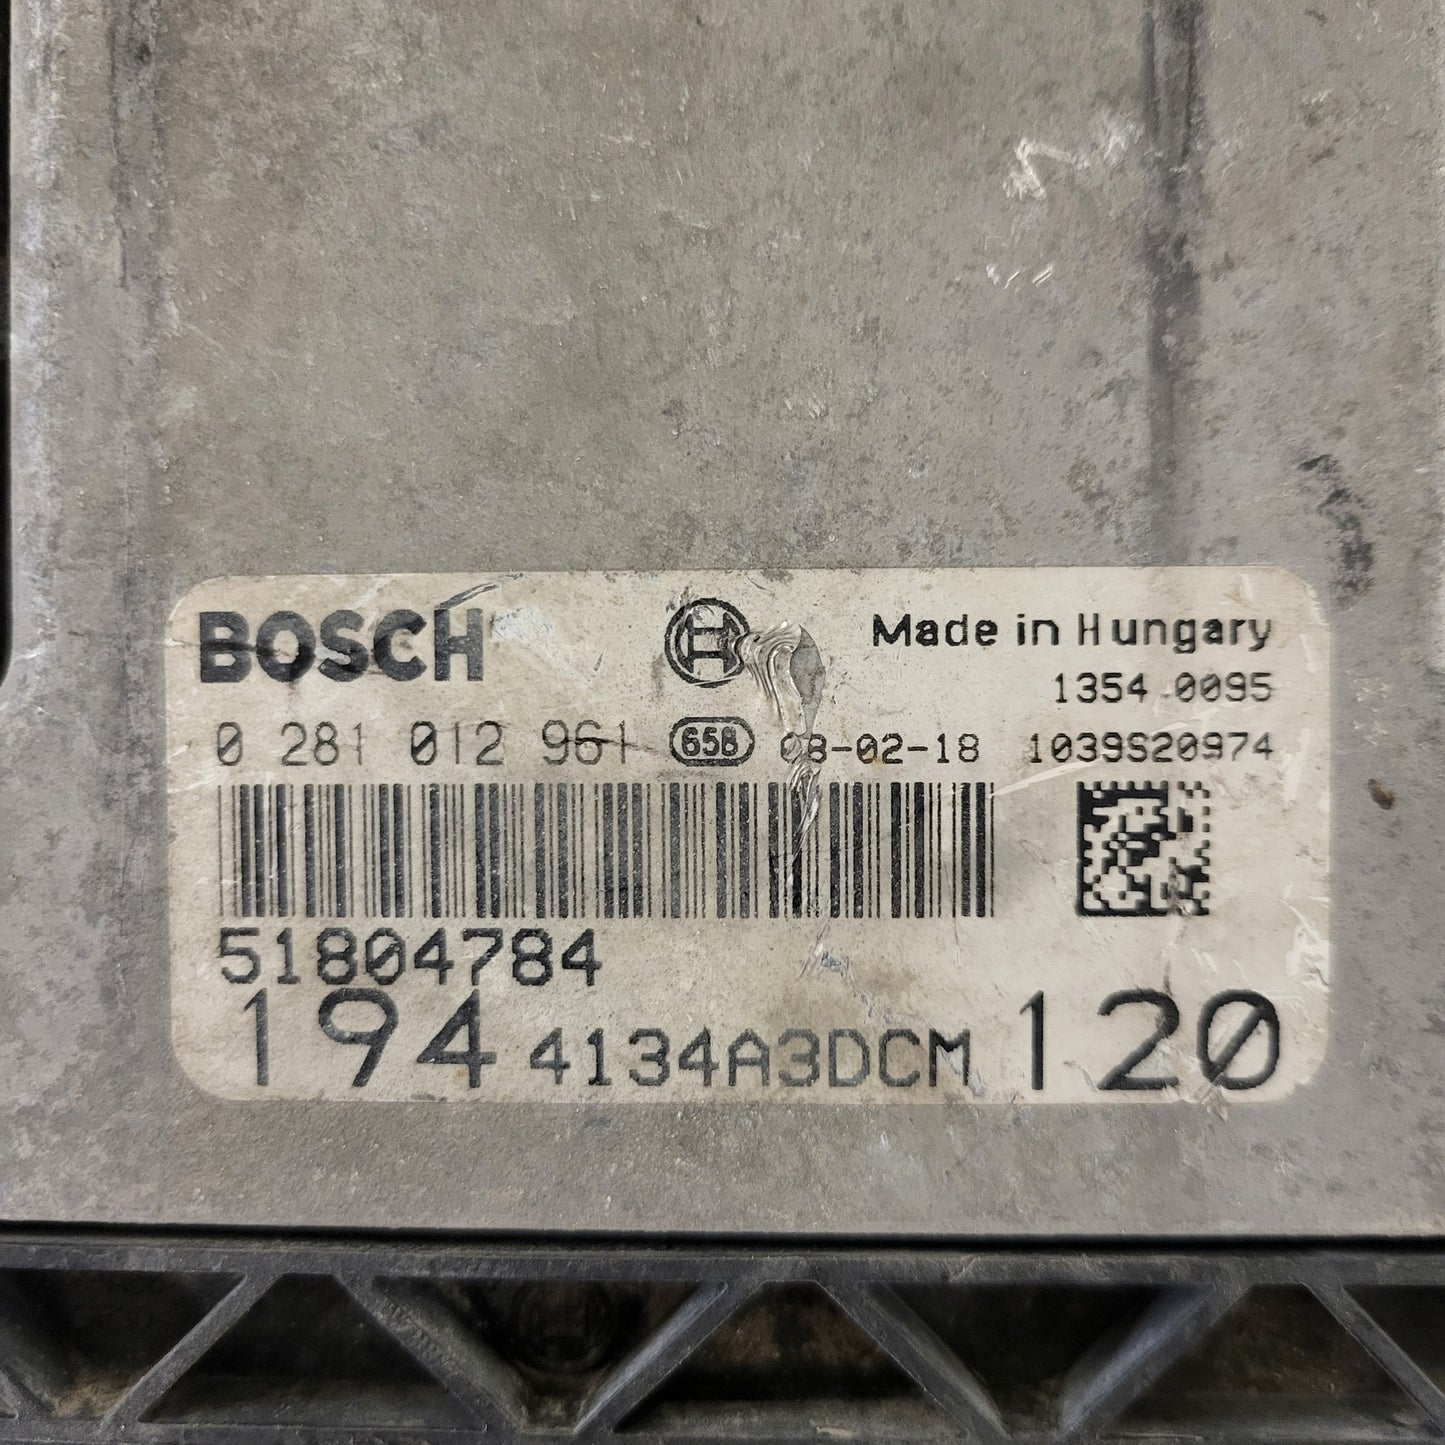 BOSCH Made in Hungary
1354.0095
0 281 012 961 658 08-02-18 1039S20974
51804784
194 4134A3DCM 120